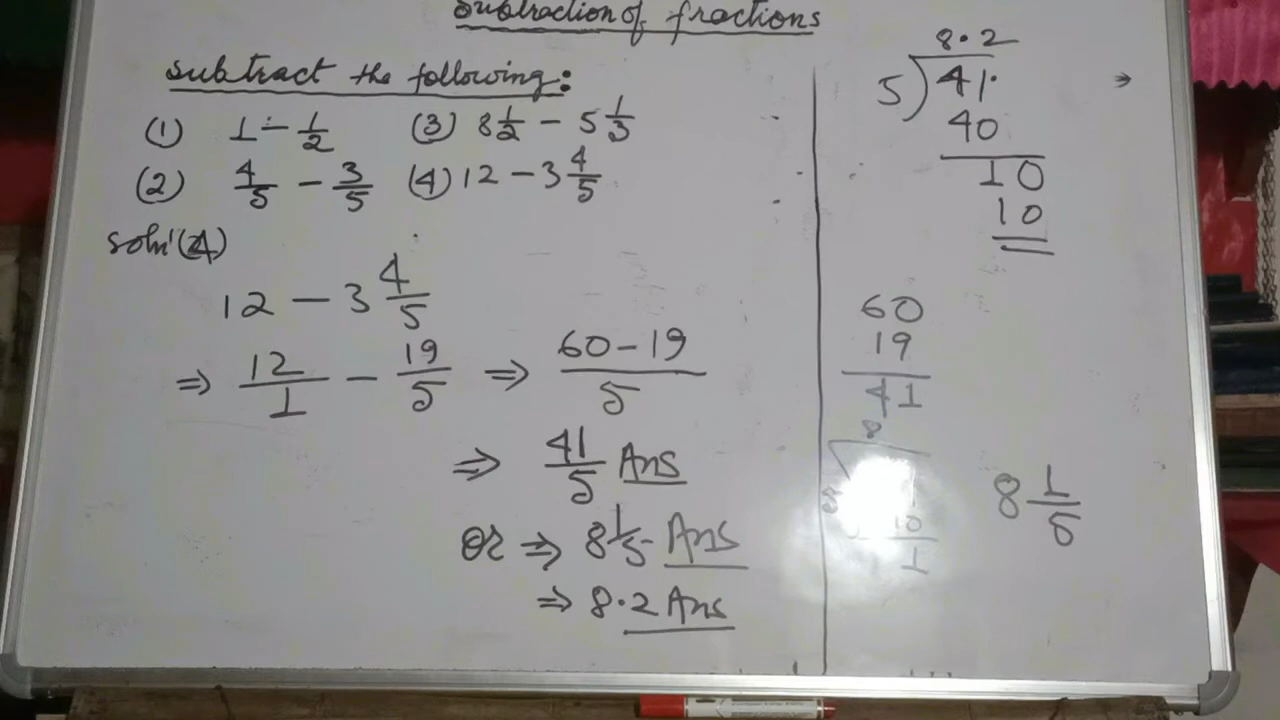 Subtraction of fractions
Subtract the following:
(1) 1 - 1/2 (3) 8 1/2 - 5 1/3
(2) 4/5 - 3/5 (4) 12 - 3 4/5
soln (4)
12 - 3 4/5
⇒ 12/1 - 19/5 ⇒ (60-19)/5
⇒ 41/5 Ans
or ⇒ 8 1/5 Ans
⇒ 8.2 Ans
8.2
5) 41.
40
10
10
60
19
41
8 1/5